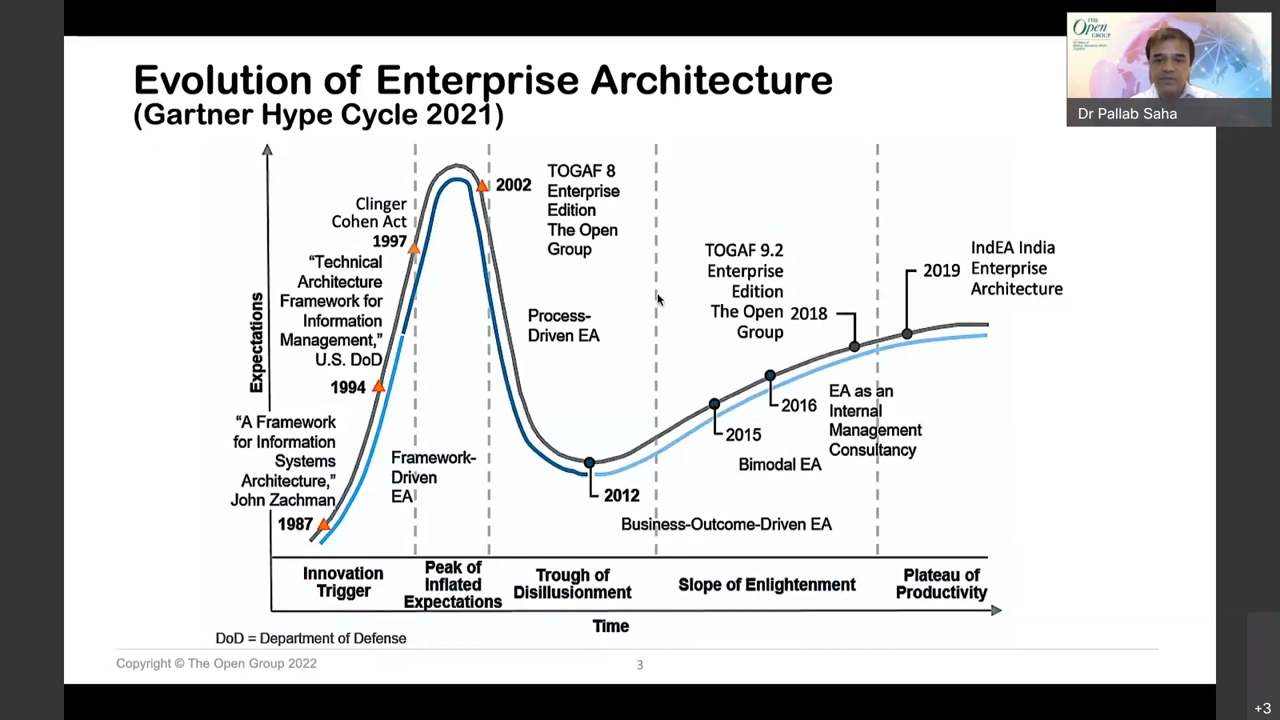 Evolution of Enterprise Architecture
(Gartner Hype Cycle 2021)
THE
Open
GROUP
Dr Pallab Saha
Expectations
Clinger
Cohen Act
1997
“Technical
Architecture
Framework for
Information
Management,”
U.S. DoD
1994
“A Framework
for Information
Systems
Architecture,”
John Zachman
1987
Framework-
Driven
EA
2002
TOGAF 8
Enterprise
Edition
The Open
Group
Process-
Driven EA
2012
Business-Outcome-Driven EA
TOGAF 9.2
Enterprise
Edition
The Open
Group
2018
2015
Bimodal EA
2016
EA as an
Internal
Management
Consultancy
2019
IndEA India
Enterprise
Architecture
Innovation
Trigger
Peak of
Inflated
Expectations
Trough of
Disillusionment
Slope of Enlightenment
Plateau of
Productivity
Time
DoD = Department of Defense
Copyright © The Open Group 2022
3
+3